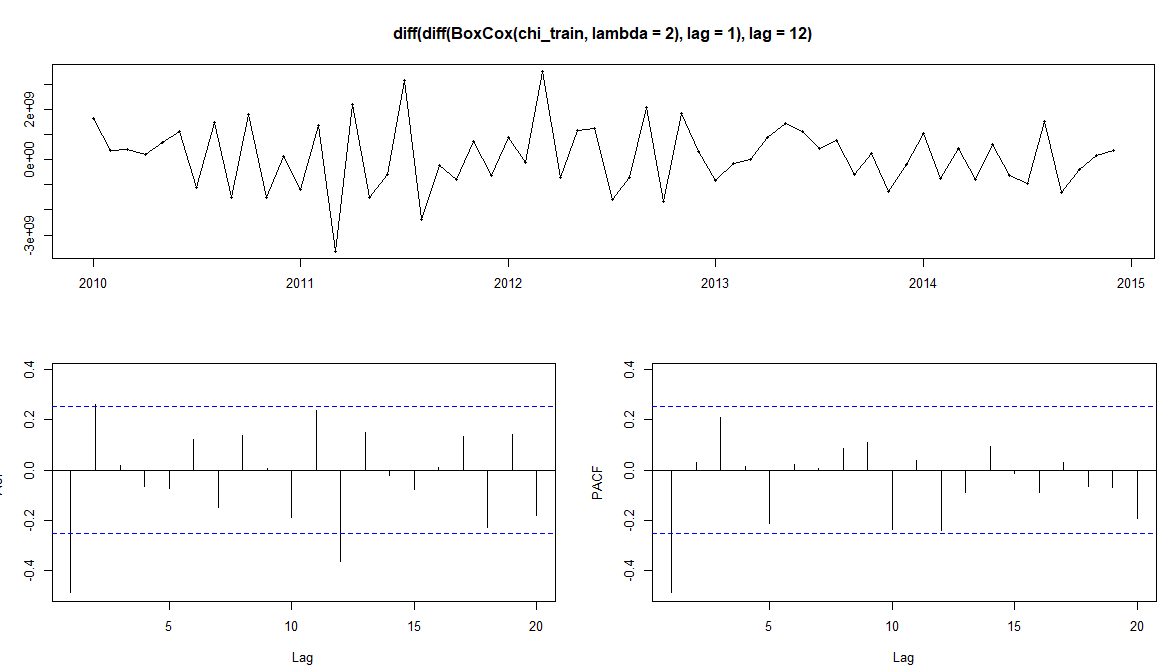 diff(diff(BoxCox(chi_train, lambda = 2), lag = 1), lag = 12)
2e+09
0e+00
-3e+09
2010 2011 2012 2013 2014 2015
0.4
0.2
0.0
-0.2
-0.4
5 10 15 20
Lag
PACF
0.4
0.2
0.0
-0.2
-0.4
5 10 15 20
Lag